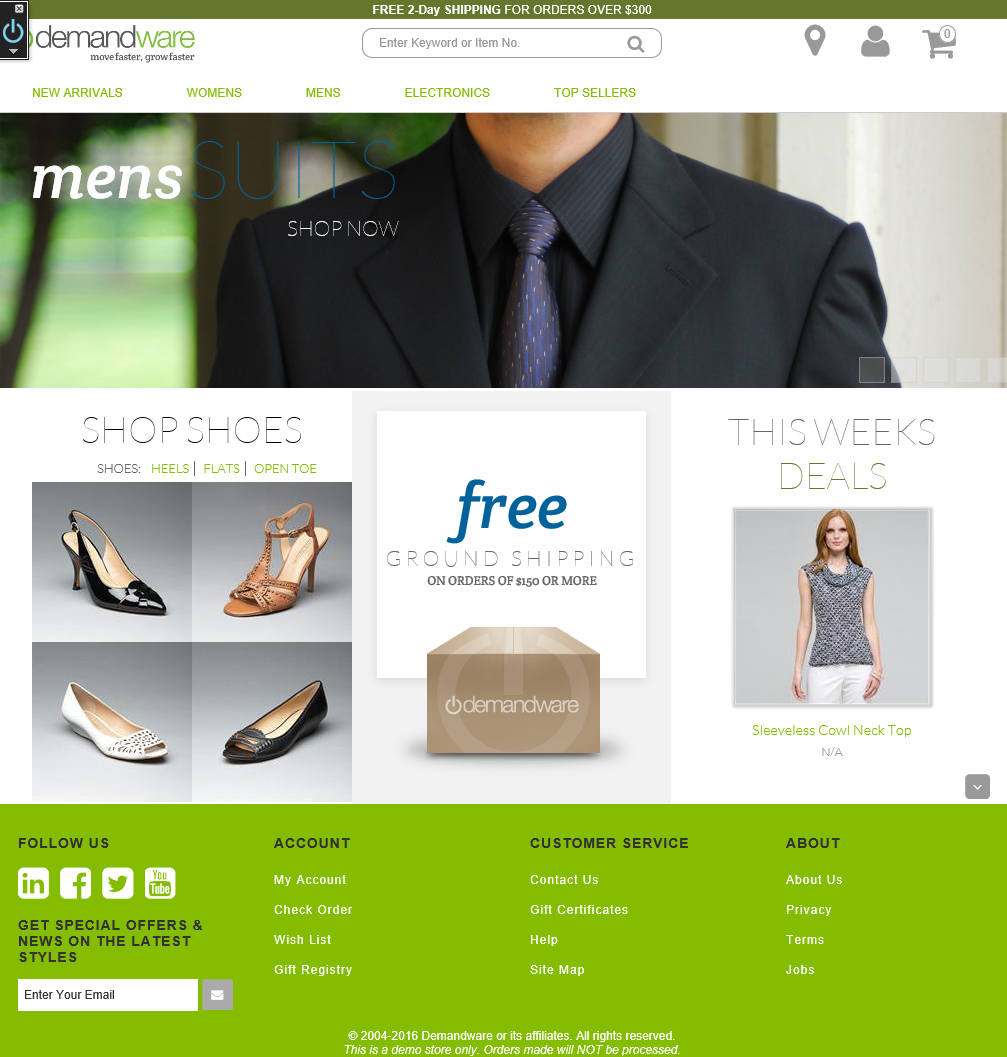 FREE 2-Day SHIPPING FOR ORDERS OVER $300
demandware
move faster, grow faster
Enter Keyword or Item No.
0
NEW ARRIVALS WOMENS MENS ELECTRONICS TOP SELLERS
mens SUITS
SHOP NOW
SHOP SHOES
SHOES: HEELS | FLATS | OPEN TOE
free
GROUND SHIPPING
ON ORDERS OF $150 OR MORE
demandware
THIS WEEKS
DEALS
Sleeveless Cowl Neck Top
N/A
FOLLOW US
in
You
Tube
GET SPECIAL OFFERS &
NEWS ON THE LATEST
STYLES
Enter Your Email
ACCOUNT
My Account
Check Order
Wish List
Gift Registry
CUSTOMER SERVICE
Contact Us
Gift Certificates
Help
Site Map
ABOUT
About Us
Privacy
Terms
Jobs
© 2004-2016 Demandware or its affiliates. All rights reserved.
This is a demo store only. Orders made will NOT be processed.